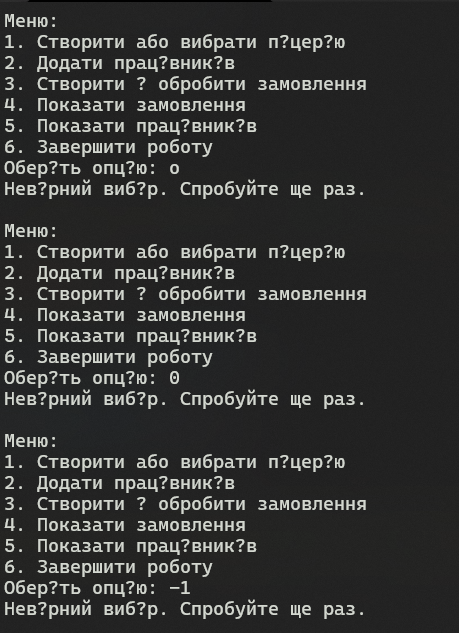 Меню:
1. Створити або вибрати п?цер?ю
2. Додати прац?вник?в
3. Створити ? обробити замовлення
4. Показати замовлення
5. Показати прац?вник?в
6. Завершити роботу
Обер?ть опц?ю: о
Нев?рний виб?р. Спробуйте ще раз.
Меню:
1. Створити або вибрати п?цер?ю
2. Додати прац?вник?в
3. Створити ? обробити замовлення
4. Показати замовлення
5. Показати прац?вник?в
6. Завершити роботу
Обер?ть опц?ю: 0
Нев?рний виб?р. Спробуйте ще раз.
Меню:
1. Створити або вибрати п?цер?ю
2. Додати прац?вник?в
3. Створити ? обробити замовлення
4. Показати замовлення
5. Показати прац?вник?в
6. Завершити роботу
Обер?ть опц?ю: -1
Нев?рний виб?р. Спробуйте ще раз.